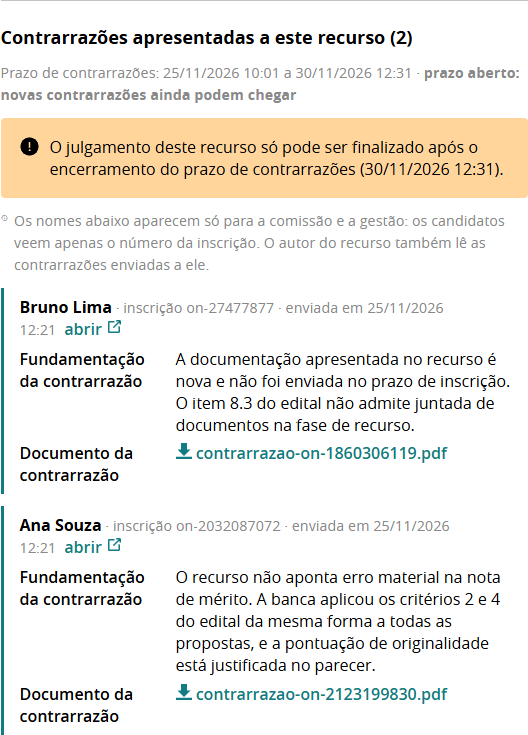 Contrarrazões apresentadas a este recurso (2)
Prazo de contrarrazões: 25/11/2026 10:01 a 30/11/2026 12:31 · prazo aberto:
novas contrarrazões ainda podem chegar
O julgamento deste recurso só pode ser finalizado após o
encerramento do prazo de contrarrazões (30/11/2026 12:31).
Os nomes abaixo aparecem só para a comissão e a gestão: os candidatos
veem apenas o número da inscrição. O autor do recurso também lê as
contrarrazões enviadas a ele.
Bruno Lima · inscrição on-27477877 · enviada em 25/11/2026
12:21 abrir
Fundamentação
da contrarrazão
A documentação apresentada no recurso é
nova e não foi enviada no prazo de inscrição.
O item 8.3 do edital não admite juntada de
documentos na fase de recurso.
Documento da
contrarrazão
contrarrazao-on-1860306119.pdf
Ana Souza · inscrição on-2032087072 · enviada em 25/11/2026
12:21 abrir
Fundamentação
da contrarrazão
O recurso não aponta erro material na nota
de mérito. A banca aplicou os critérios 2 e 4
do edital da mesma forma a todas as
propostas, e a pontuação de originalidade
está justificada no parecer.
Documento da
contrarrazão
contrarrazao-on-2123199830.pdf